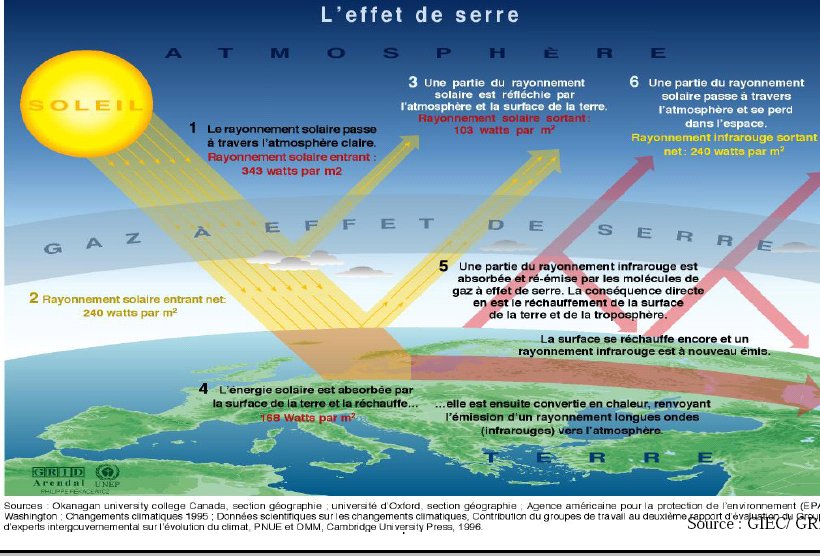 L'effet de serre
ATMOSPHÈRE
SOLEIL
1 Le rayonnement solaire passe
à travers l'atmosphère claire.
Rayonnement solaire entrant :
343 watts par m2
3 Une partie du rayonnement
solaire est réfléchie par
l'atmosphère et la surface de la terre.
Rayonnement solaire sortant :
103 watts par m²
6 Une partie du rayonnement
solaire passe à travers
l'atmosphère et se perd
dans l'espace.
Rayonnement infrarouge sortant
net : 240 watts par m²
GAZ À EFFET DE SERRE
2 Rayonnement solaire entrant net:
240 watts par m²
5 Une partie du rayonnement infrarouge est
absorbée et ré-émise par les molécules de
gaz à effet de serre. La conséquence directe
en est le réchauffement de la surface
de la terre et de la troposphère.
La surface se réchauffe encore et un
rayonnement infrarouge est à nouveau émis.
4 L'énergie solaire est absorbée par
la surface de la terre et la réchauffe...
168 Watts par m²
...elle est ensuite convertie en chaleur, renvoyant
l'émission d'un rayonnement longues ondes
(infrarouges) vers l'atmosphère.
TERRE
GRID
Arendal UNEP
PHILIPPE REKACEWICZ
Sources : Okanagan university college Canada, section géographie ; université d'Oxford, section géographie ; Agence américaine pour la protection de l'environnement (EPA
Washington ; Changements climatiques 1995 ; Données scientifiques sur les changements climatiques, Contribution du groupes de travail au deuxième rapport d'évaluation du Grou
d'experts intergouvernemental sur l'évolution du climat, PNUE et OMM, Cambridge University Press, 1996.
Source : GIEC/ GR